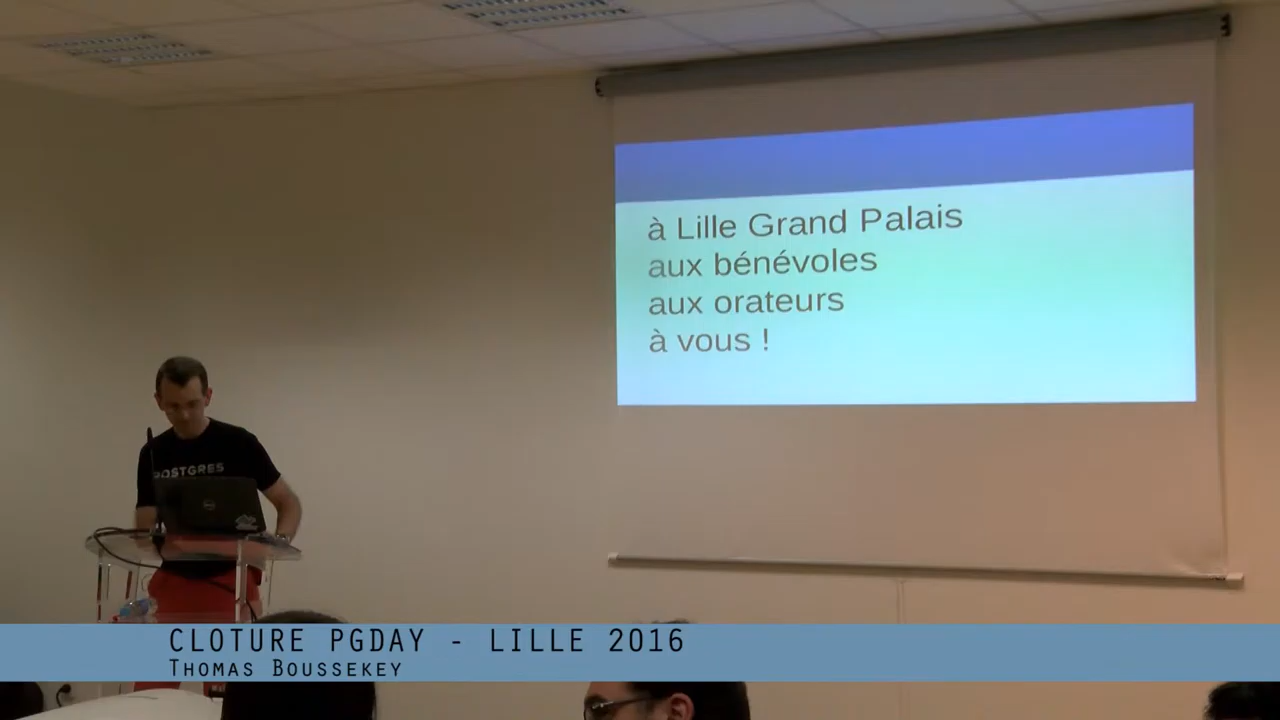 à Lille Grand Palais
aux bénévoles
aux orateurs
à vous !
POSTGRES
CLOTURE PGDAY - LILLE 2016
Thomas Boussekey